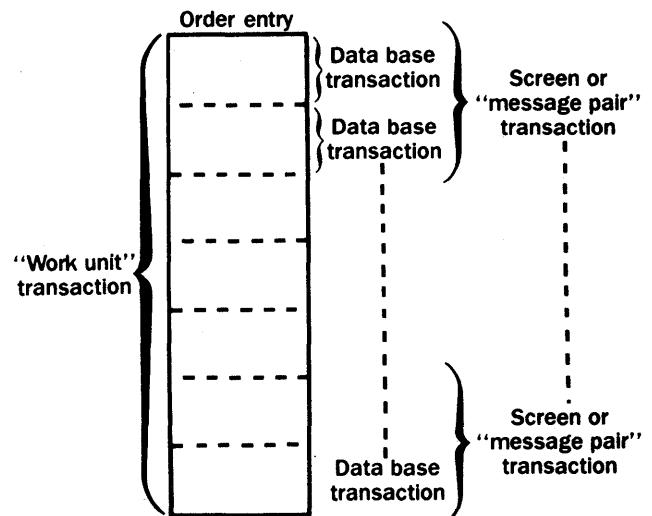 Order entry
Data base
transaction
Screen or
“message pair”
transaction
Data base
transaction
“Work unit”
transaction
Screen or
“message pair”
transaction
Data base
transaction